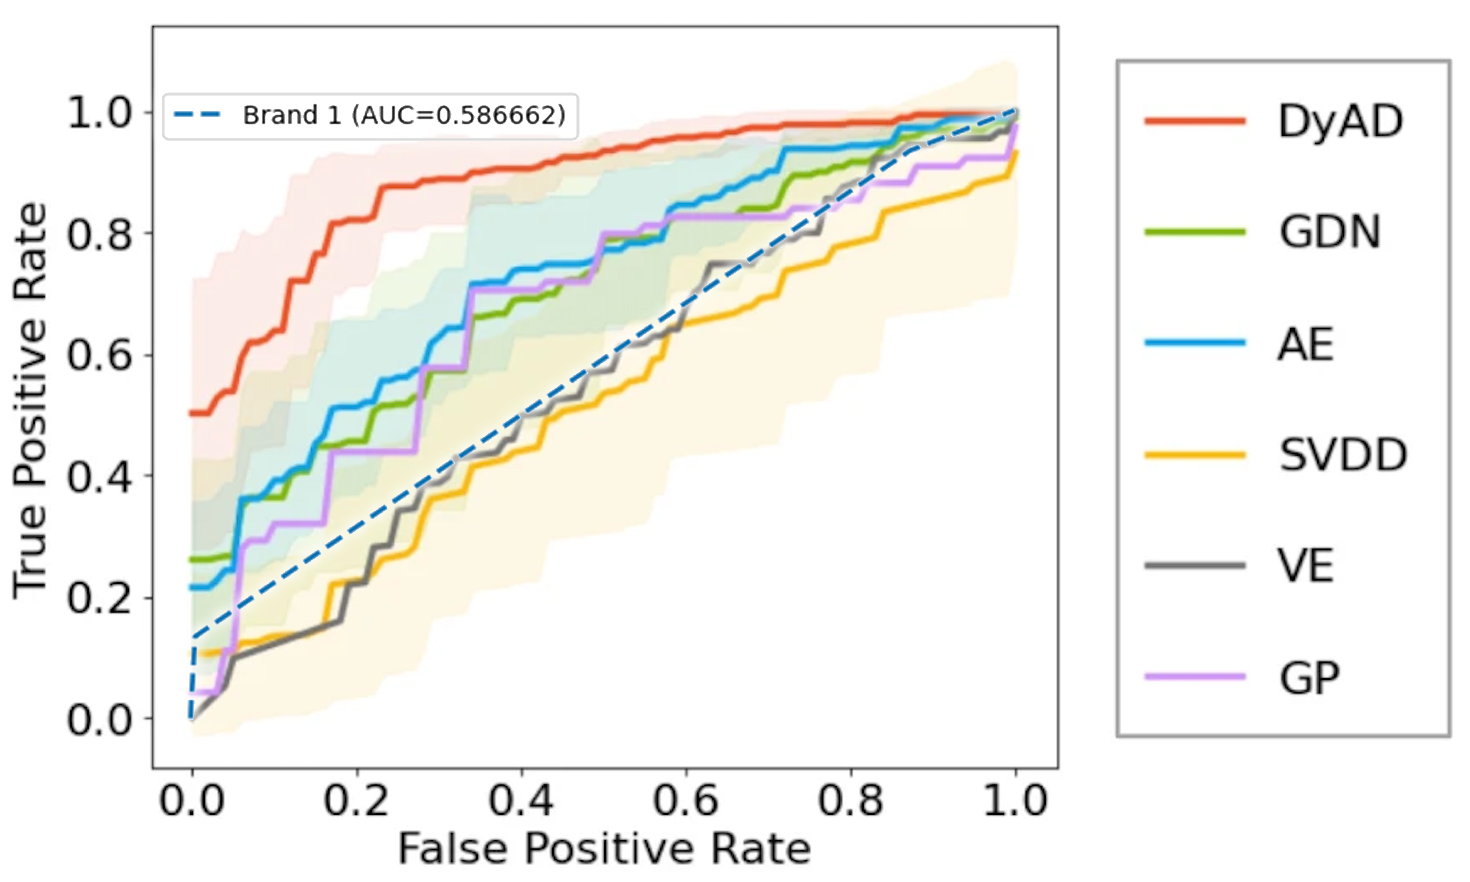 True Positive Rate
1.0
0.8
0.6
0.4
0.2
0.0
Brand 1 (AUC=0.586662)
0.0 0.2 0.4 0.6 0.8 1.0
False Positive Rate
DyAD
GDN
AE
SVDD
VE
GP